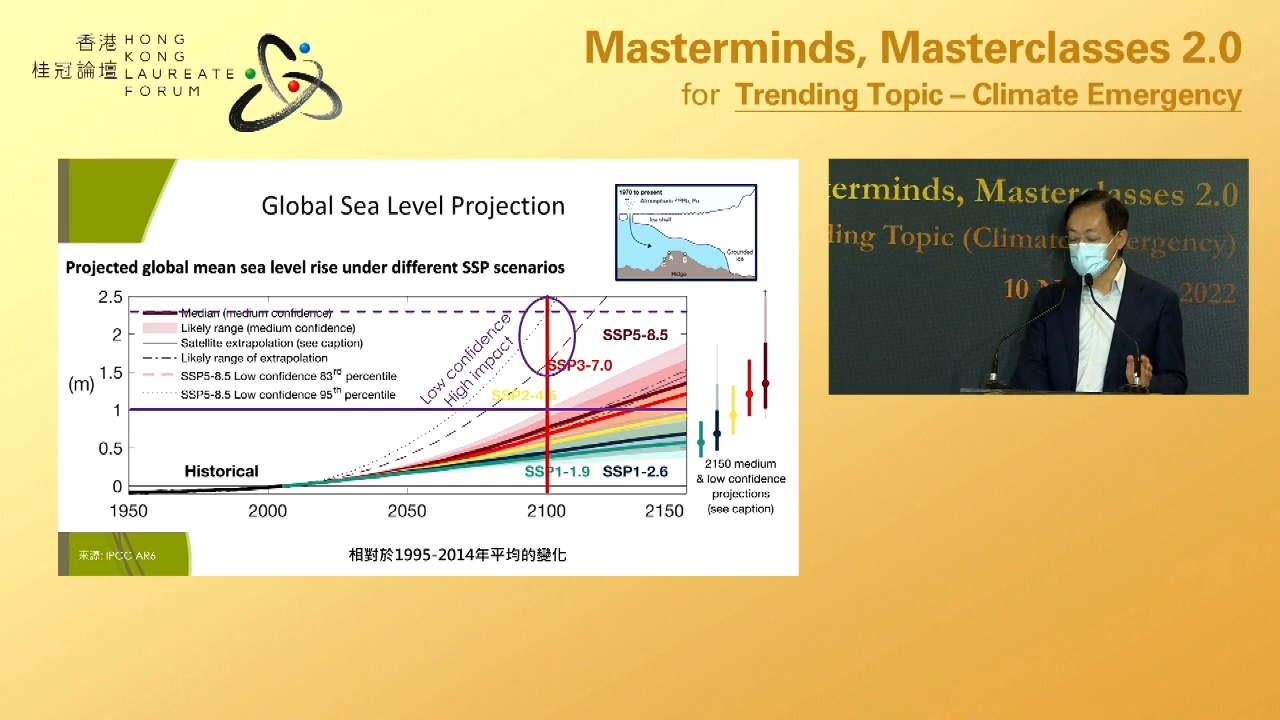 香港
桂冠論壇
HONG
KONG
LAUREATE
FORUM
Masterminds, Masterclasses 2.0
for Trending Topic – Climate Emergency
Global Sea Level Projection
1970 to present
Ice shelf
Grounded
ice
Ridge
Projected global mean sea level rise under different SSP scenarios
2.5
2
1.5
(m)
1
0.5
0
Median (medium confidence)
Likely range (medium confidence)
Satellite extrapolation (see caption)
Likely range of extrapolation
SSP5-8.5 Low confidence 83rd percentile
SSP5-8.5 Low confidence 95th percentile
Low confidence
High impact
SSP5-8.5
SSP3-7.0
SSP2-4.5
Historical
SSP1-1.9
SSP1-2.6
1950
2000
2050
2100
2150
2150 medium
& low confidence
projections
(see caption)
來源: IPCC AR6
相對於1995-2014年平均的變化
terminds, Masterclasses 2.0
ding Topic (Climate Emergency)
10 N 2022